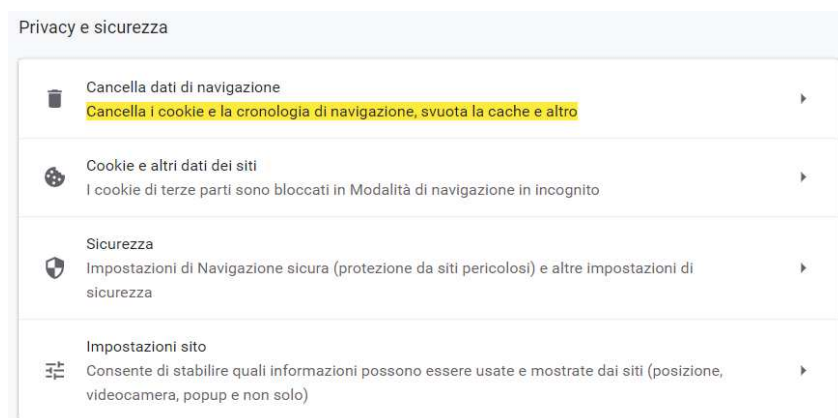 Privacy e sicurezza
Cancella dati di navigazione
Cancella i cookie e la cronologia di navigazione, svuota la cache e altro
Cookie e altri dati dei siti
I cookie di terze parti sono bloccati in Modalità di navigazione in incognito
Sicurezza
Impostazioni di Navigazione sicura (protezione da siti pericolosi) e altre impostazioni di
sicurezza
Impostazioni sito
Consente di stabilire quali informazioni possono essere usate e mostrate dai siti (posizione,
videocamera, popup e non solo)